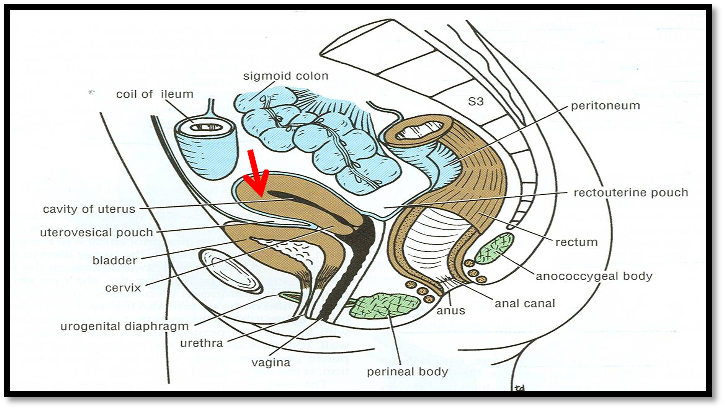 sigmoid colon
coil of ileum
S3
peritoneum
cavity of uterus
rectouterine pouch
uterovesical pouch
rectum
bladder
anococcygeal body
cervix
anal canal
anus
urogenital diaphragm
urethra
vagina
perineal body